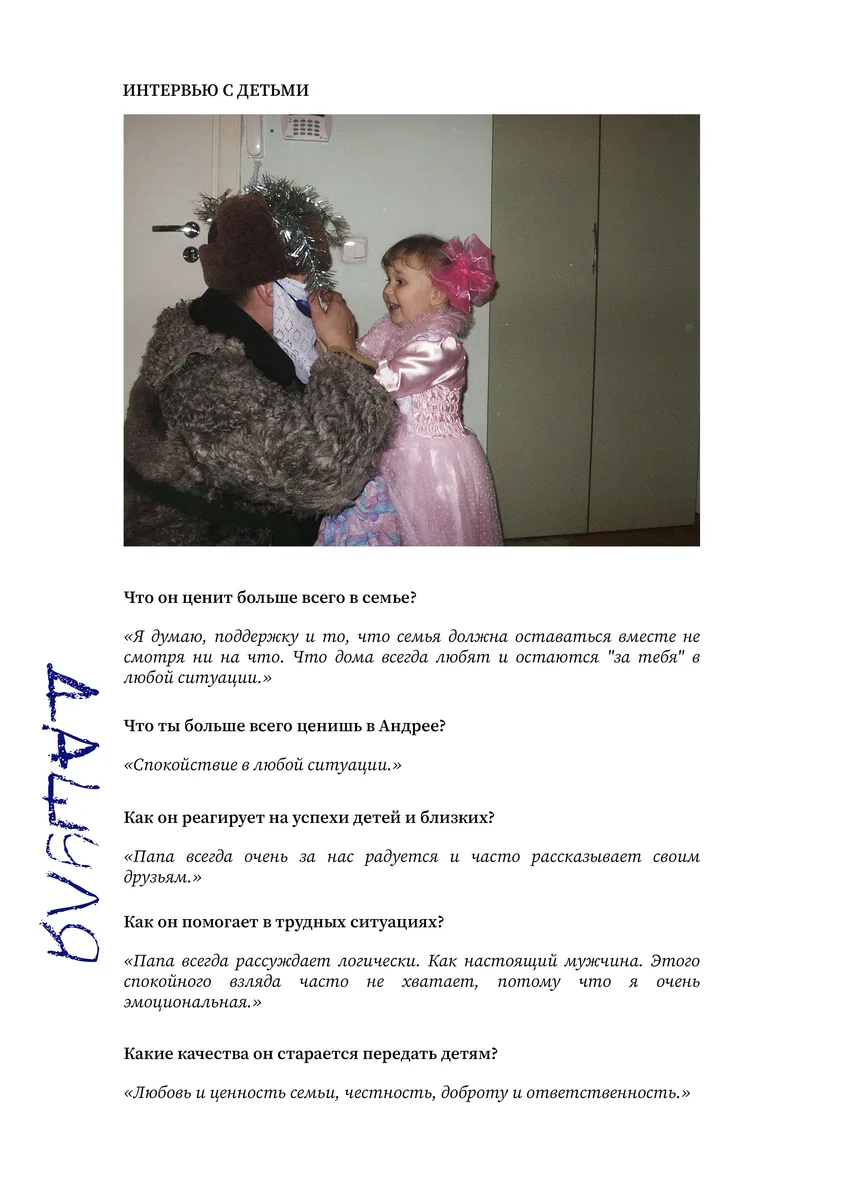 ИНТЕРВЬЮ С ДЕТЬМИ
Что он ценит больше всего в семье?
«Я думаю, поддержку и то, что семья должна оставаться вместе не
смотря ни на что. Что дома всегда любят и остаются "за тебя" в
любой ситуации.»
Что ты больше всего ценишь в Андрее?
«Спокойствие в любой ситуации.»
Как он реагирует на успехи детей и близких?
«Папа всегда очень за нас радуется и часто рассказывает своим
друзьям.»
Как он помогает в трудных ситуациях?
«Папа всегда рассуждает логически. Как настоящий мужчина. Этого
спокойного взгляда часто не хватает, потому что я очень
эмоциональная.»
Какие качества он старается передать детям?
«Любовь и ценность семьи, честность, доброту и ответственность.»
ДАШУЛЯ